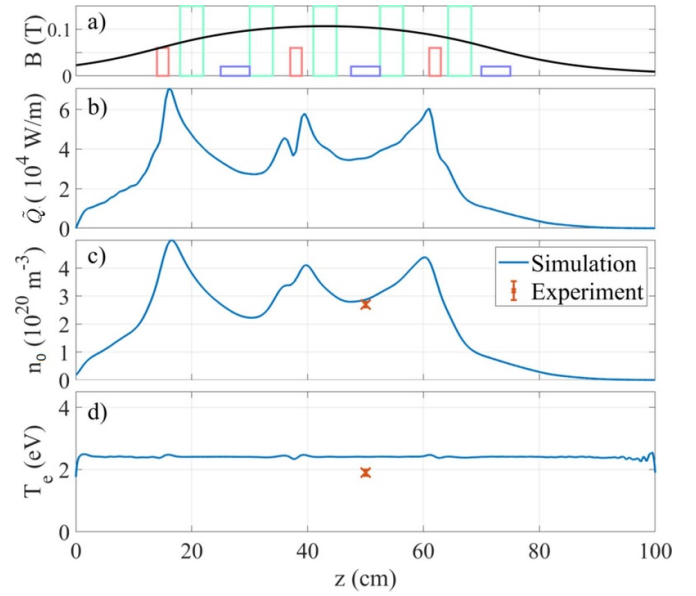 a)
B (T)
0.1
0
b)
Q̃ ( 10⁴ W/m)
6
4
2
0
c)
n₀ (10²⁰ m⁻³)
4
3
2
1
0
Simulation
Experiment
d)
Tₑ (eV)
4
2
0
0 20 40 60 80 100
z (cm)